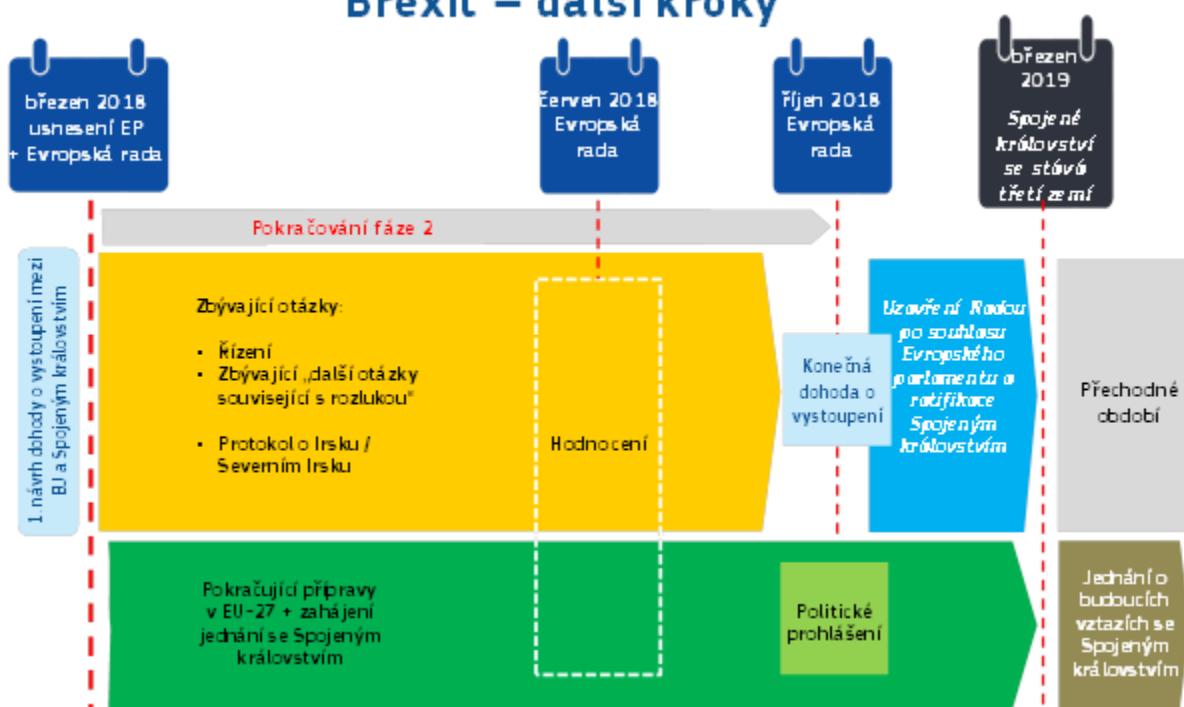 Brexit – další kroky
březen 2018
usnesení EP
+ Evropská rada
červen 2018
Evropská
rada
říjen 2018
Evropská
rada
březen
2019
Spojené
království
se stává
třetí zemí
Pokračování fáze 2
1. návrh dohody o vystoupení mezi
EU a Spojeným královstvím
Zbývající otázky:
• Řízení
• Zbývající „další otázky
související s rozlukou“
• Protokol o Irsku /
Severním Irsku
Hodnocení
Konečná
dohoda o
vystoupení
Uzavření Radou
po souhlasu
Evropského
parlamentu a
ratifikace
Spojeným
královstvím
Přechodné
období
Pokračující přípravy
v EU-27 + zahájení
jednání se Spojeným
královstvím
Politické
prohlášení
Jednání o
budoucích
vztazích se
Spojeným
královstvím